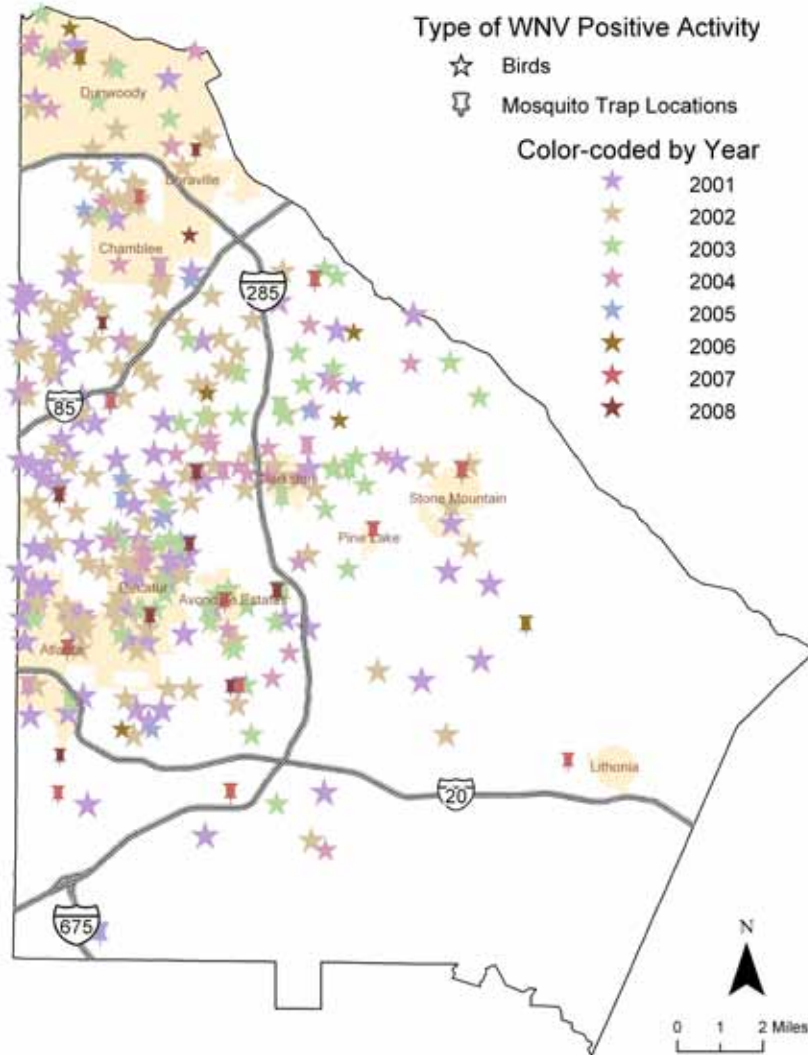 Type of WNV Positive Activity
Birds
Mosquito Trap Locations
Color-coded by Year
2001
2002
2003
2004
2005
2006
2007
2008
Dunwoody
Doraville
Chamblee
285
85
Clarkston
Stone Mountain
Pine Lake
Decatur
Avondale Estates
Atlanta
Lithonia
20
675
N
0 1 2 Miles